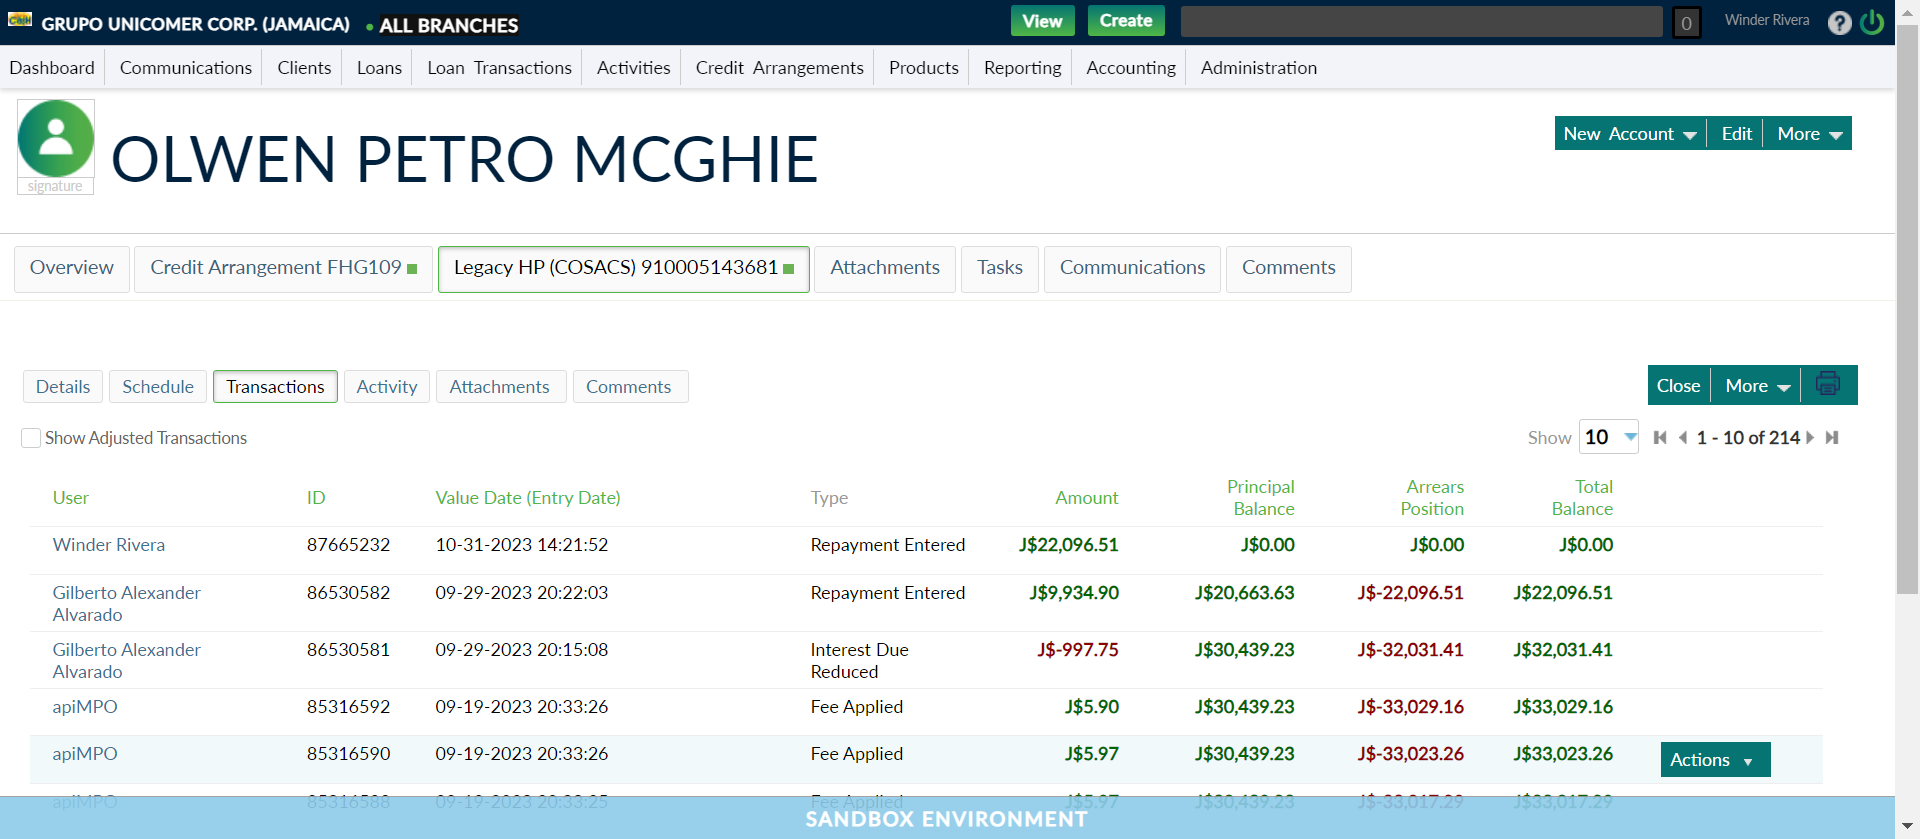 GRUPO UNICOMER CORP. (JAMAICA) • ALL BRANCHES View Create 0 Winder Rivera ?
Dashboard Communications Clients Loans Loan Transactions Activities Credit Arrangements Products Reporting Accounting Administration
signature
OLWEN PETRO MCGHIE
New Account Edit More
Overview Credit Arrangement FHG109 Legacy HP (COSACS) 910005143681 Attachments Tasks Communications Comments
Details Schedule Transactions Activity Attachments Comments Close More
Show Adjusted Transactions Show 10 1 - 10 of 214
User ID Value Date (Entry Date) Type Amount Principal Balance Arrears Position Total Balance
Winder Rivera 87665232 10-31-2023 14:21:52 Repayment Entered J$22,096.51 J$0.00 J$0.00 J$0.00
Gilberto Alexander Alvarado 86530582 09-29-2023 20:22:03 Repayment Entered J$9,934.90 J$20,663.63 J$-22,096.51 J$22,096.51
Gilberto Alexander Alvarado 86530581 09-29-2023 20:15:08 Interest Due Reduced J$-997.75 J$30,439.23 J$-32,031.41 J$32,031.41
apiMPO 85316592 09-19-2023 20:33:26 Fee Applied J$5.90 J$30,439.23 J$-33,029.16 J$33,029.16
apiMPO 85316590 09-19-2023 20:33:26 Fee Applied J$5.97 J$30,439.23 J$-33,023.26 J$33,023.26 Actions
apiMPO 85316588 09-19-2023 20:33:25 Fee Applied J$5.97 J$30,439.23 J$-33,017.29 J$33,017.29
SANDBOX ENVIRONMENT